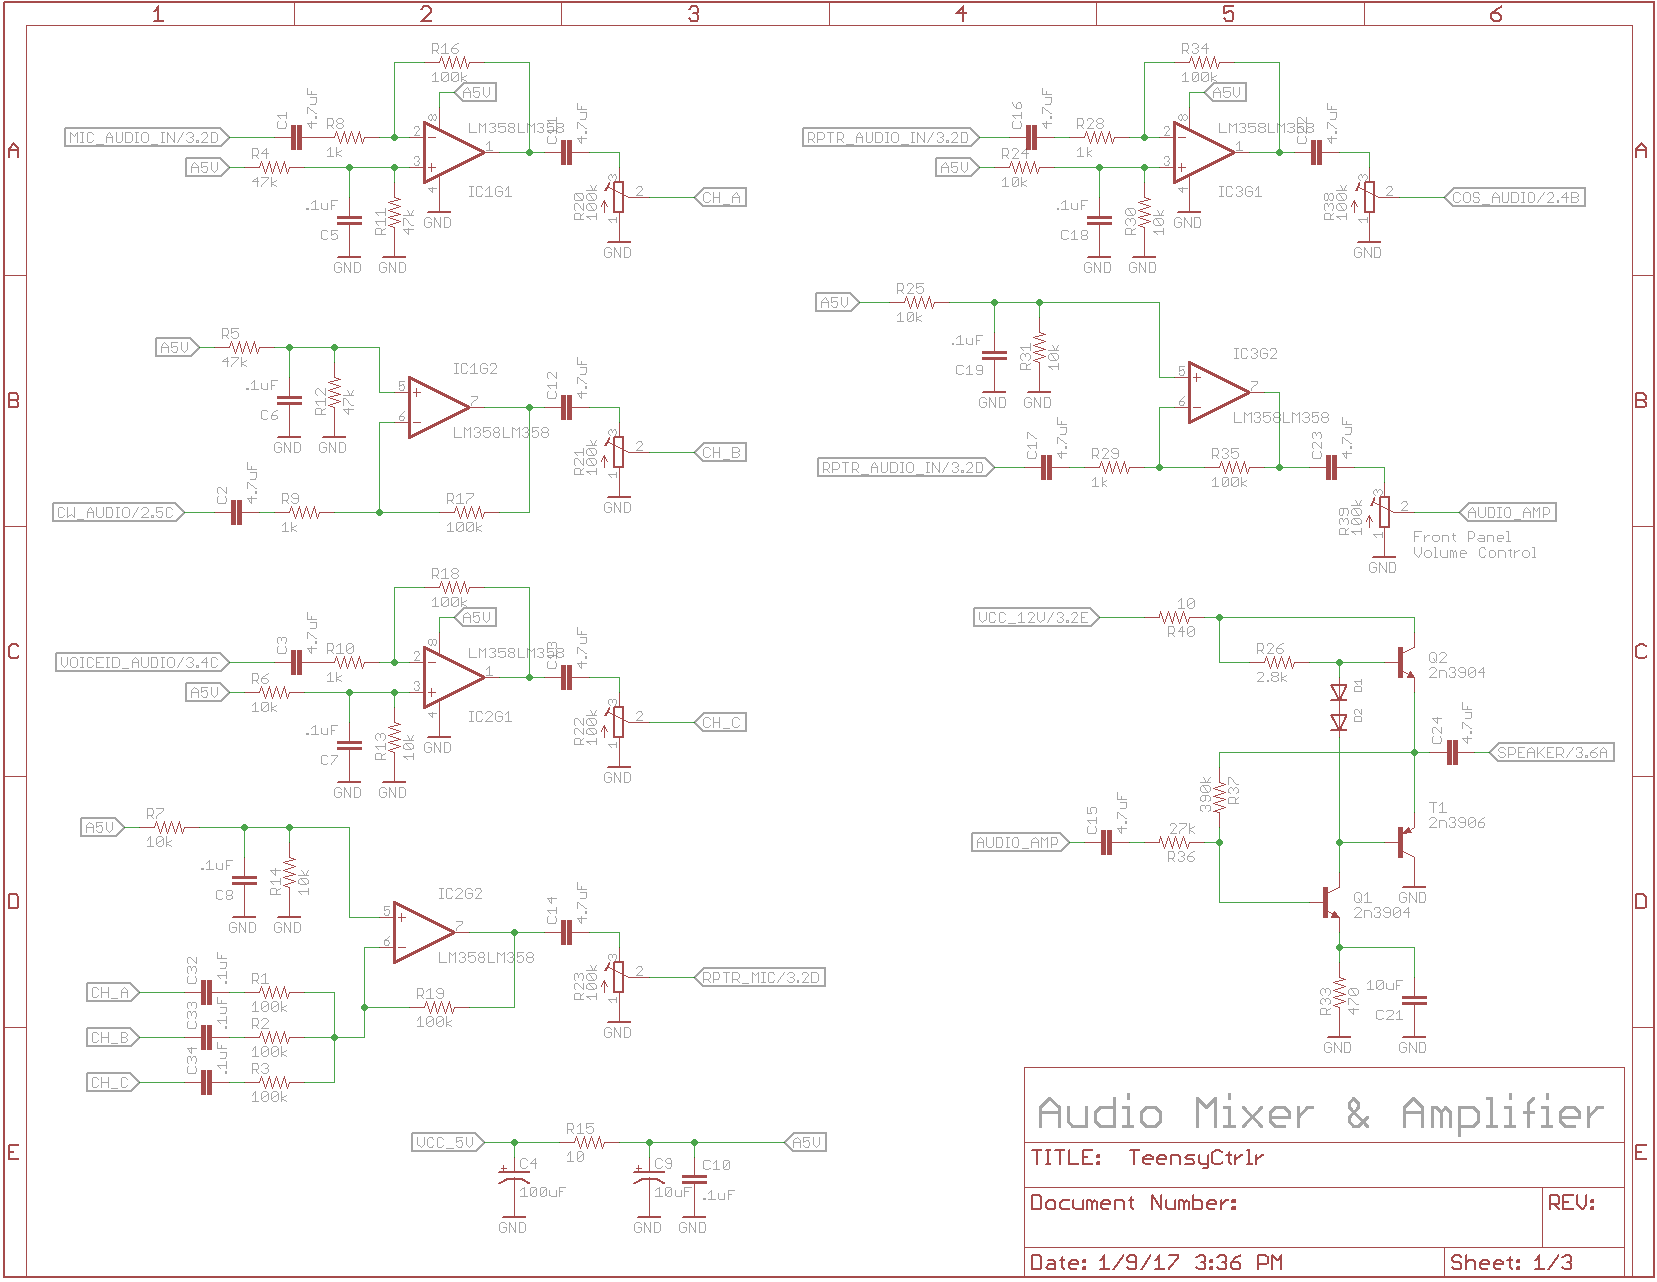 1 2 3 4 5 6
A
R16
100k
A5V
C1
4.7uF
MIC_AUDIO_IN/3.2D
R8
1k
A5V
R4
47k
.1uF
C5
GND
R11
47k
GND
8
2
3
4
1
LM358LM358
IC1G1
GND
4.7uF
R20
100k
3
2
1
GND
CH_A
R34
100k
A5V
C16
4.7uF
RPTR_AUDIO_IN/3.2D
R28
1k
A5V
R24
10k
.1uF
C18
GND
R30
10k
GND
8
2
3
4
1
LM358LM358
IC3G1
GND
4.7uF
R38
100k
3
2
1
GND
COS_AUDIO/2.4B
A
B
A5V
R5
47k
.1uF
C6
GND
R12
47k
GND
IC1G2
5
6
7
LM358LM358
C12
4.7uF
R21
100k
3
2
1
GND
CH_B
CW_AUDIO/2.5C
C2
4.7uF
R9
1k
R17
100k
A5V
R25
10k
.1uF
C19
GND
R31
10k
GND
IC3G2
5
6
7
LM358LM358
RPTR_AUDIO_IN/3.2D
C17
4.7uF
R29
1k
R35
100k
C23
4.7uF
R39
100k
3
2
1
GND
AUDIO_AMP
Front Panel
Volume Control
B
C
R18
100k
A5V
C3
4.7uF
VOICEID_AUDIO/3.4C
R10
1k
A5V
R6
10k
.1uF
C7
GND
R13
10k
GND
8
2
3
4
1
LM358LM358
IC2G1
GND
4.7uF
R22
100k
3
2
1
GND
CH_C
VCC_12V/3.2E
10
R40
R26
2.8k
D1
D2
Q2
2n3904
C24
4.7uF
SPEAKER/3.6A
C
D
A5V
R7
10k
.1uF
C8
GND
R14
10k
GND
IC2G2
5
6
7
LM358LM358
C14
4.7uF
R23
100k
3
2
1
GND
RPTR_MIC/3.2D
R19
100k
CH_A
C32
.1uF
R1
100k
CH_B
C33
.1uF
R2
100k
CH_C
C34
.1uF
R3
100k
390k
R37
AUDIO_AMP
C15
4.7uF
27k
R36
T1
2n3906
GND
Q1
2n3904
R33
470
GND
10uF
C21
GND
D
E
VCC_5V
C4
100uF
GND
R15
10
C9
10uF
GND
C10
.1uF
GND
A5V
Audio Mixer & Amplifier
TITLE: TeensyCtrlr
Document Number:
REV:
Date: 1/9/17 3:36 PM
Sheet: 1/3
E